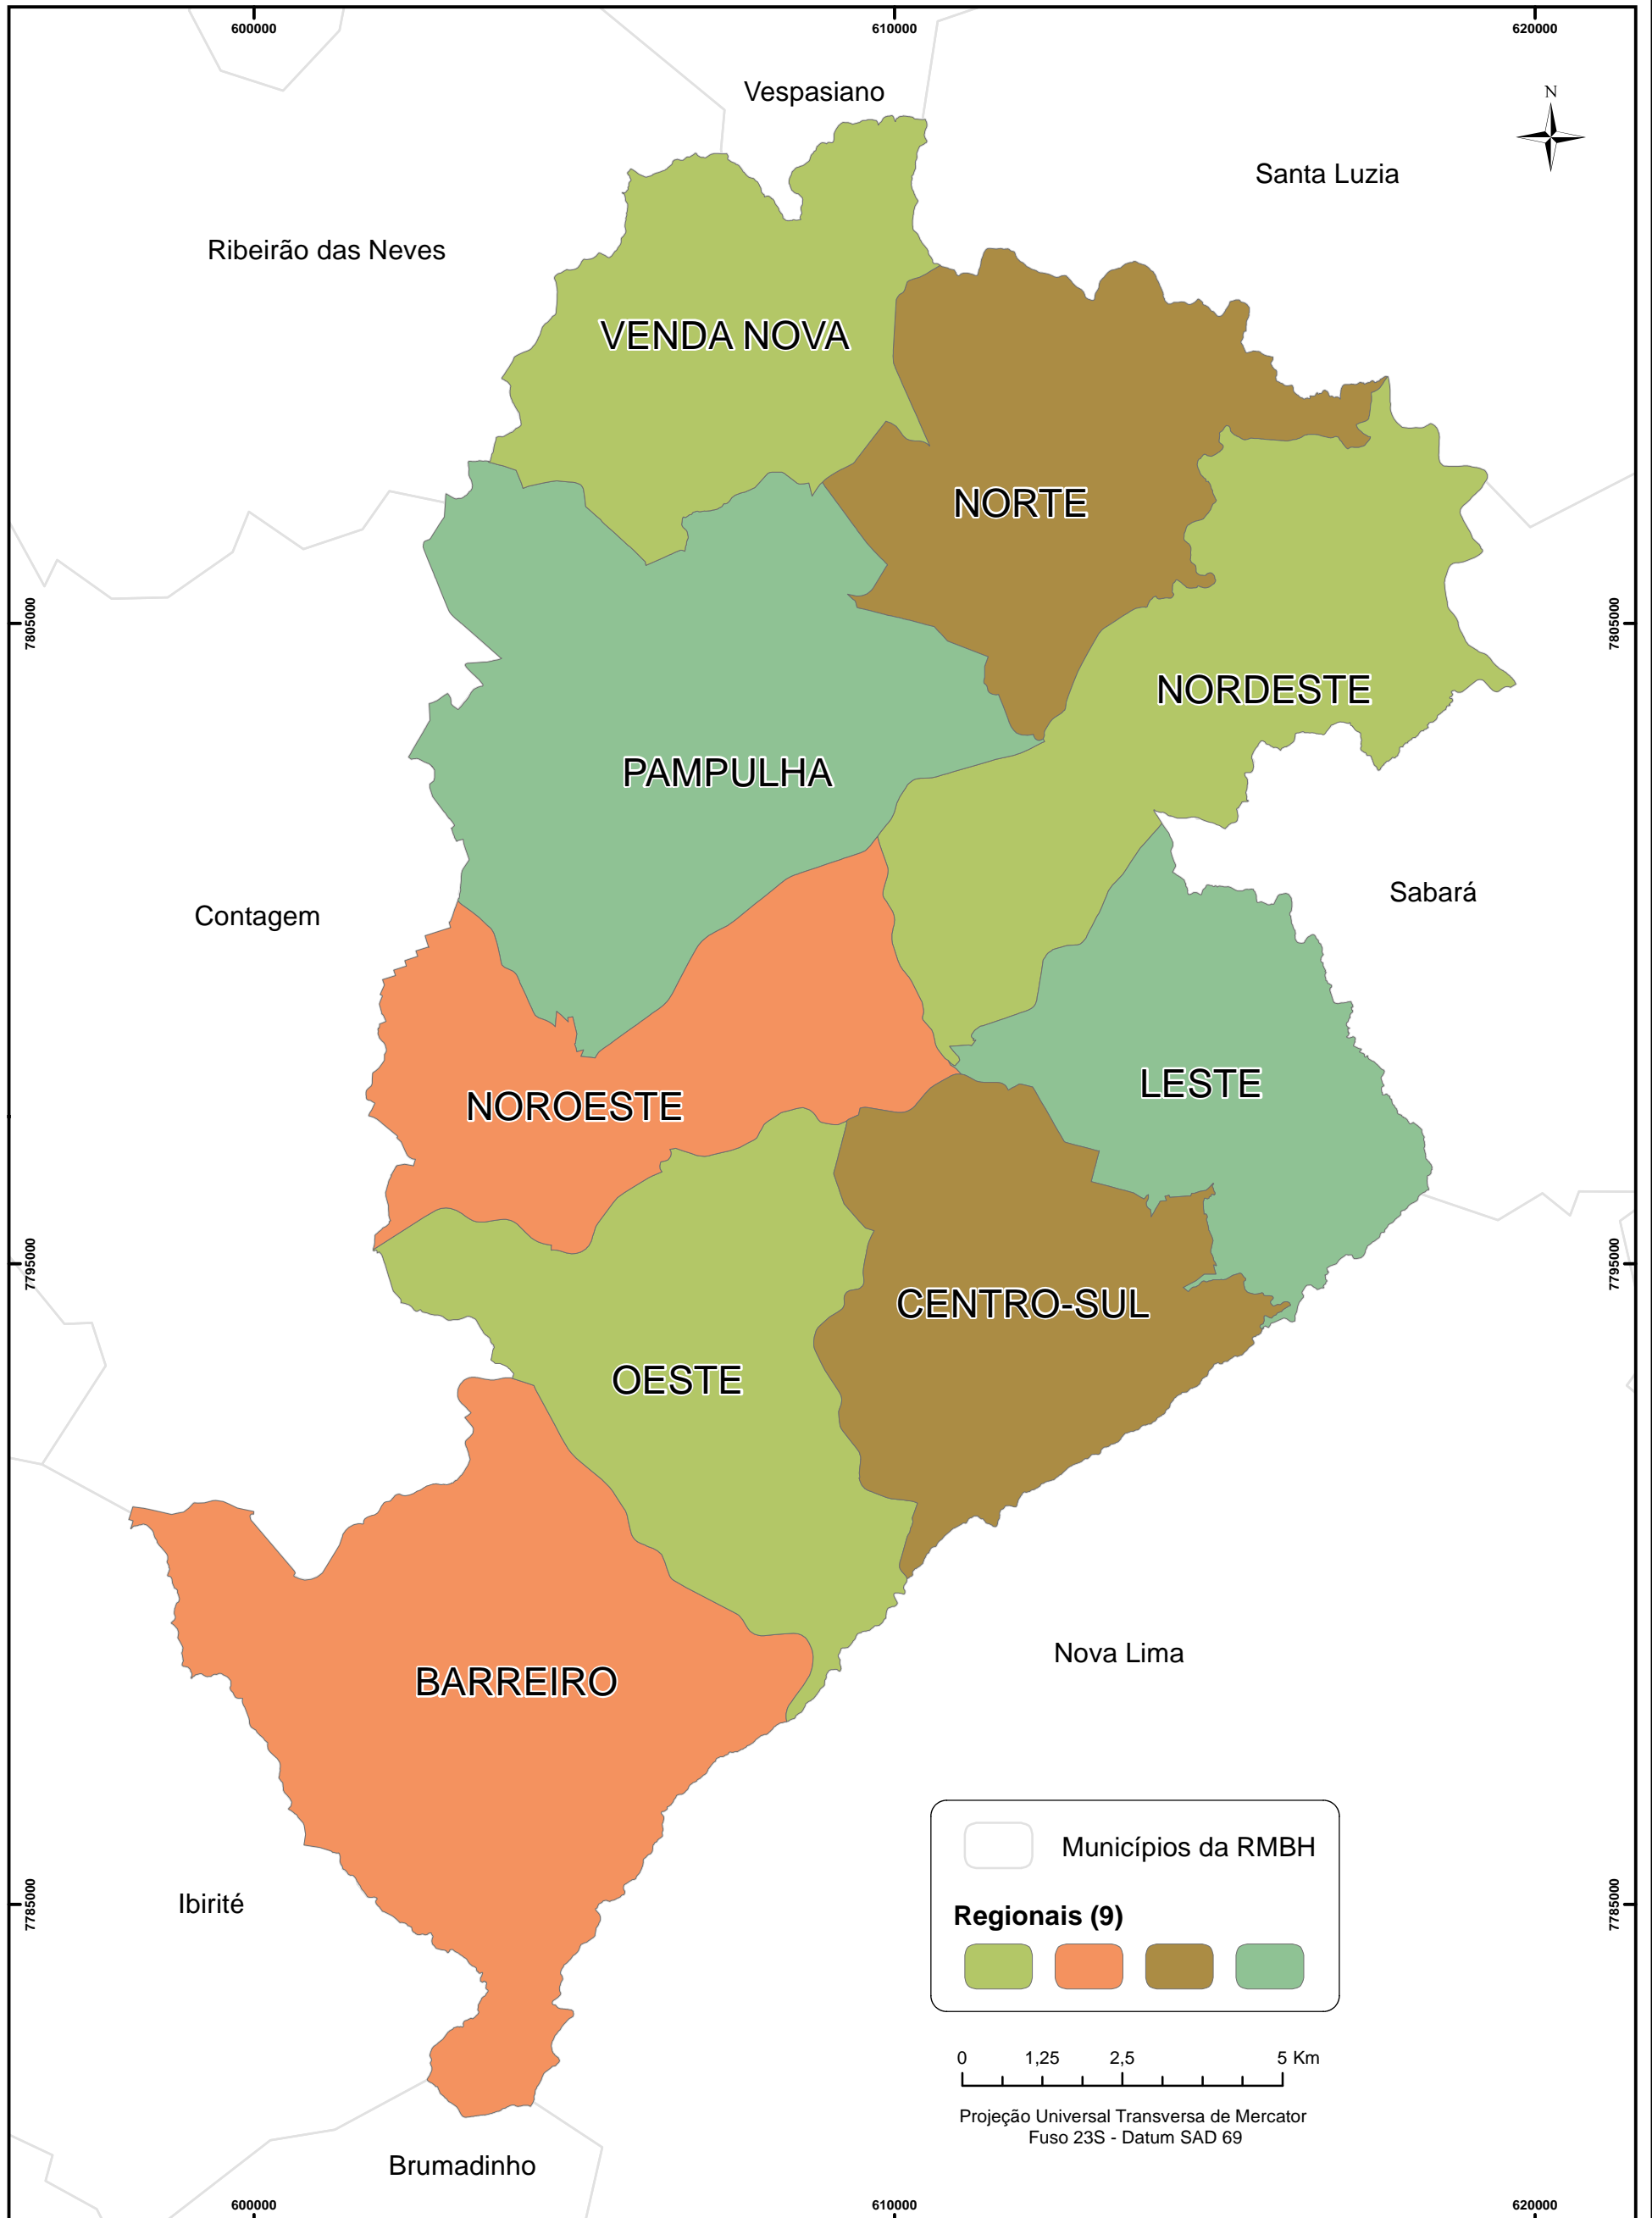 600000
610000
620000
Vespasiano
N
Santa Luzia
Ribeirão das Neves
VENDA NOVA
NORTE
7805000
7805000
NORDESTE
PAMPULHA
Sabará
Contagem
LESTE
NOROESTE
7795000
7795000
CENTRO-SUL
OESTE
Nova Lima
BARREIRO
Municípios da RMBH
Ibirité
7785000
7785000
Regionais (9)
0 1,25 2,5 5 Km
Projeção Universal Transversa de Mercator
Fuso 23S - Datum SAD 69
Brumadinho
600000
610000
620000